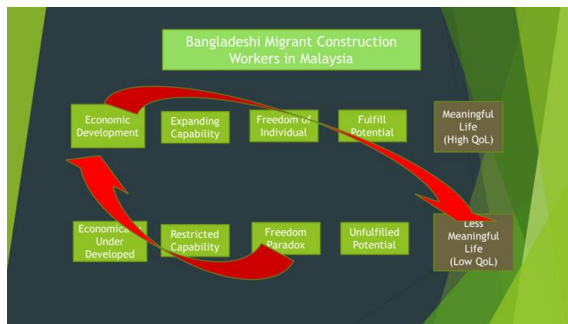 Bangladeshi Migrant Construction
Workers in Malaysia
Economic
Development
Expanding
Capability
Freedom of
Individual
Fulfill
Potential
Meaningful
Life
(High QoL)
Under
Developed
Restricted
Capability
Freedom
Paradox
Unfulfilled
Potential
Less
Meaningful
Life
(Low QoL)